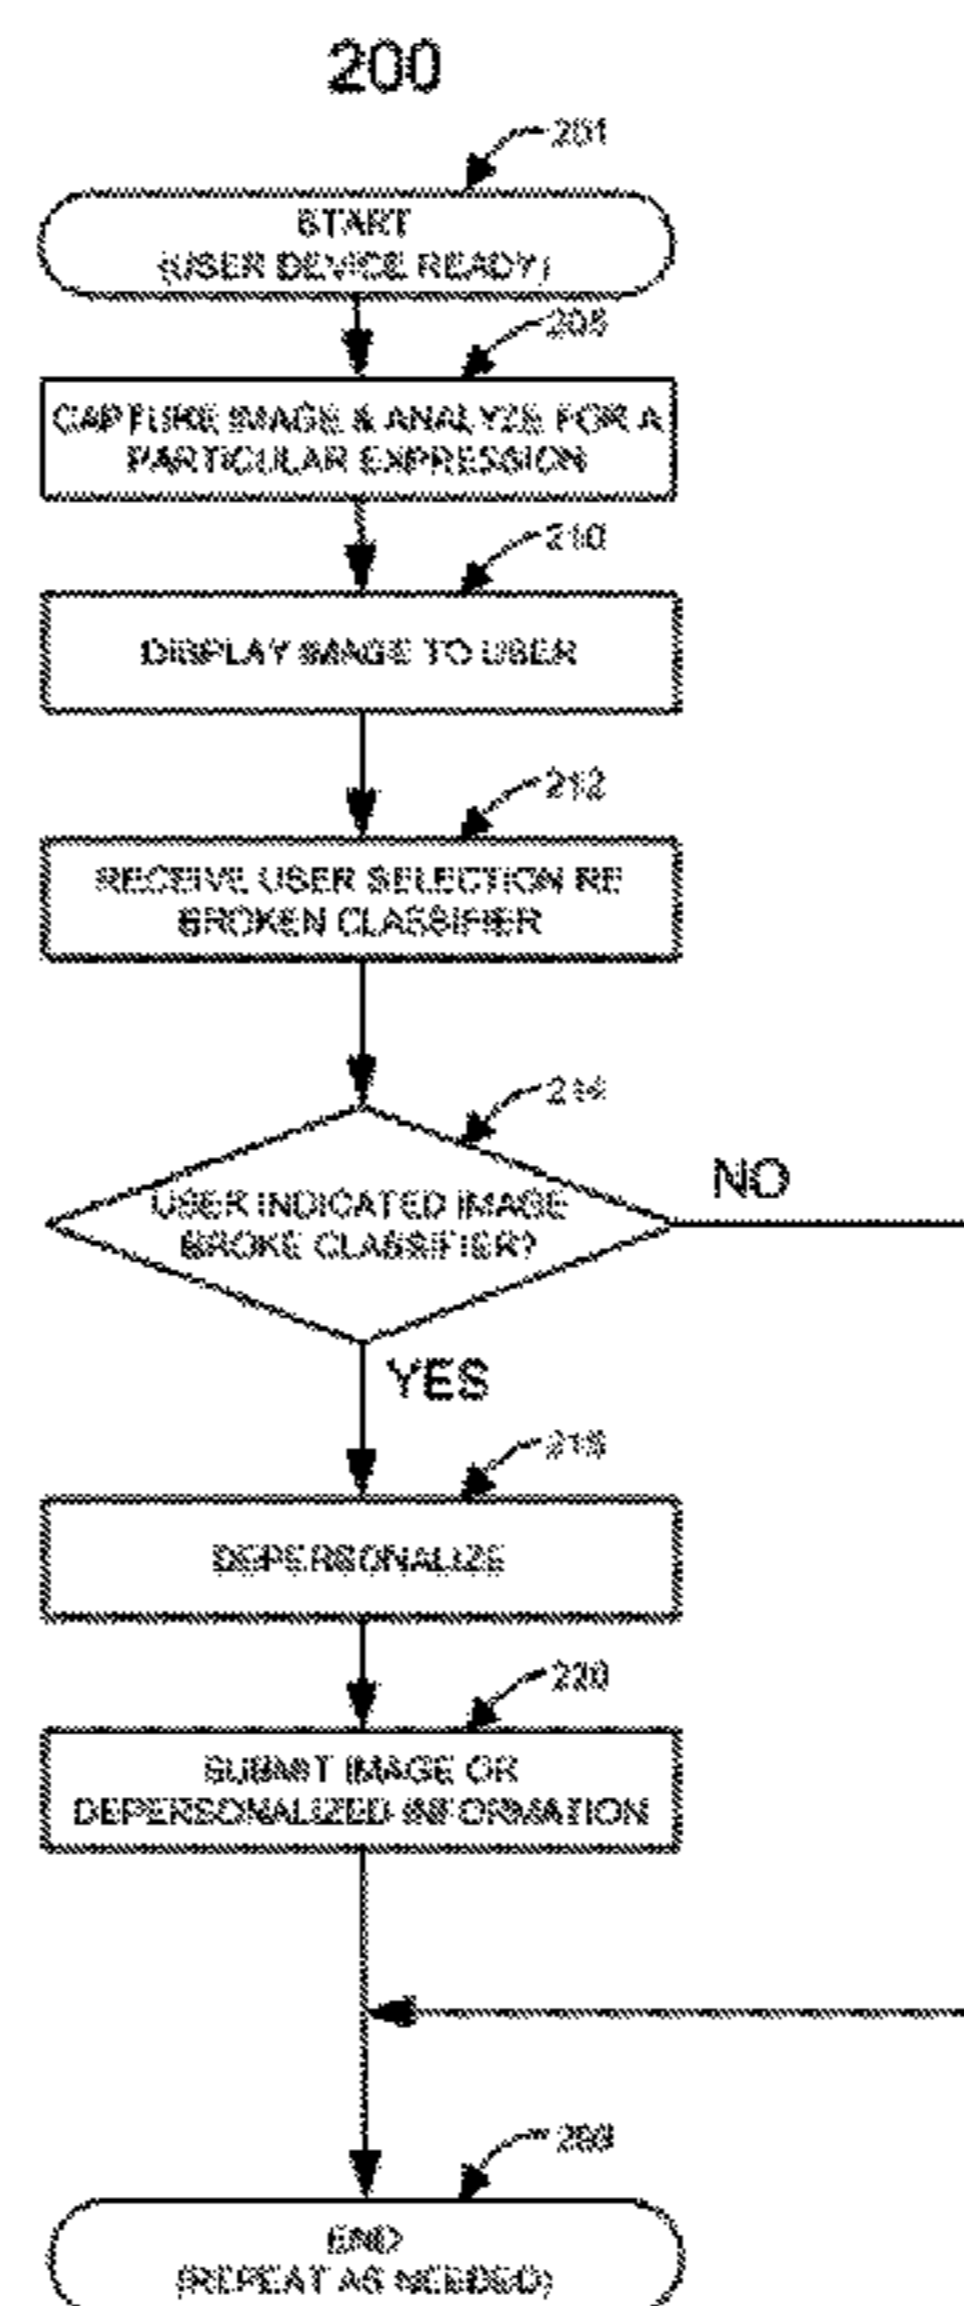 200
201
START
(USER DEVICE READY)
205
CAPTURE IMAGE & ANALYZE FOR A
PARTICULAR EXPRESSION
210
DISPLAY IMAGE TO USER
212
RECEIVE USER SELECTION RE
BROKEN CLASSIFIER
214
USER INDICATED IMAGE
BROKE CLASSIFIER?
NO
YES
DEPERSONALIZE
220
SUBMIT IMAGE OR
DEPERSONALIZED INFORMATION
END
(REPEAT AS NEEDED)